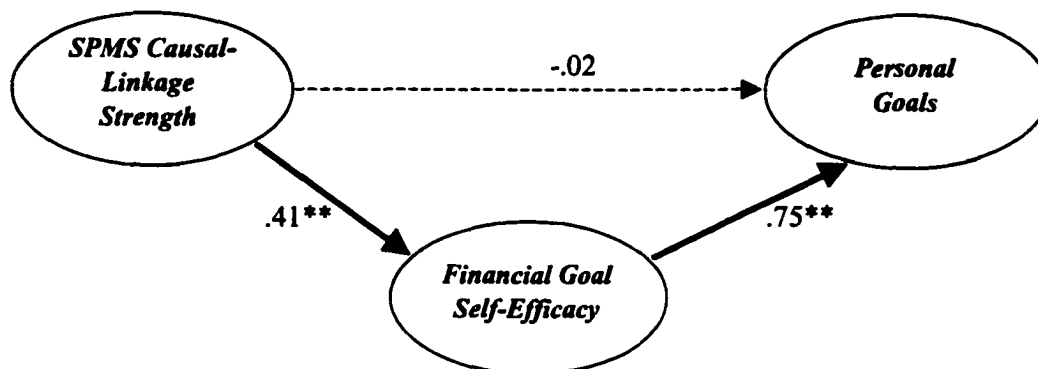 SPMS Causal-
Linkage
Strength
-.02
Personal
Goals
.41**
.75**
Financial Goal
Self-Efficacy